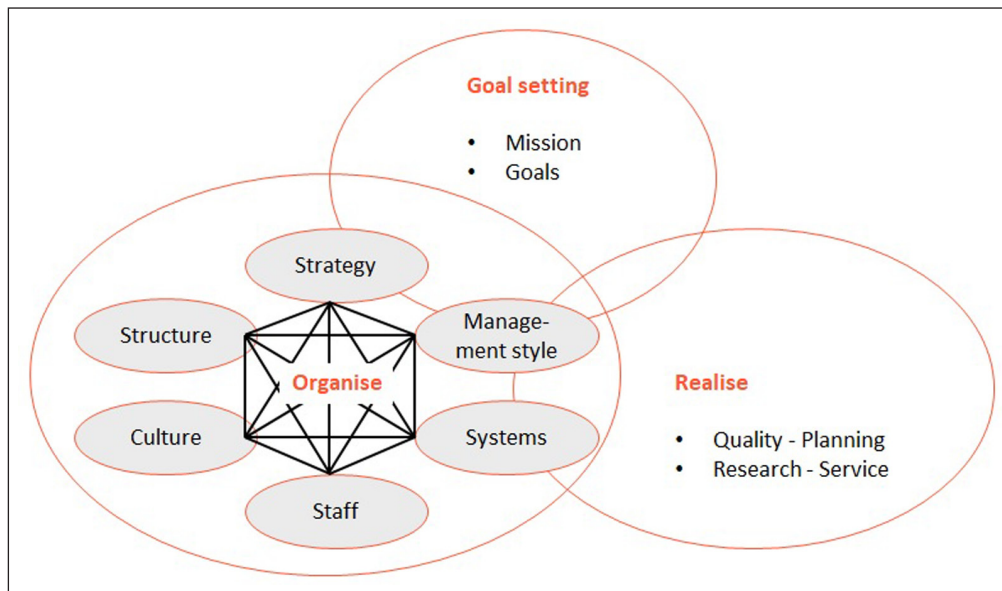 Goal setting
• Mission
• Goals
Strategy
Structure
Manage-
ment style
Organise
Realise
Culture
Systems
• Quality - Planning
• Research - Service
Staff